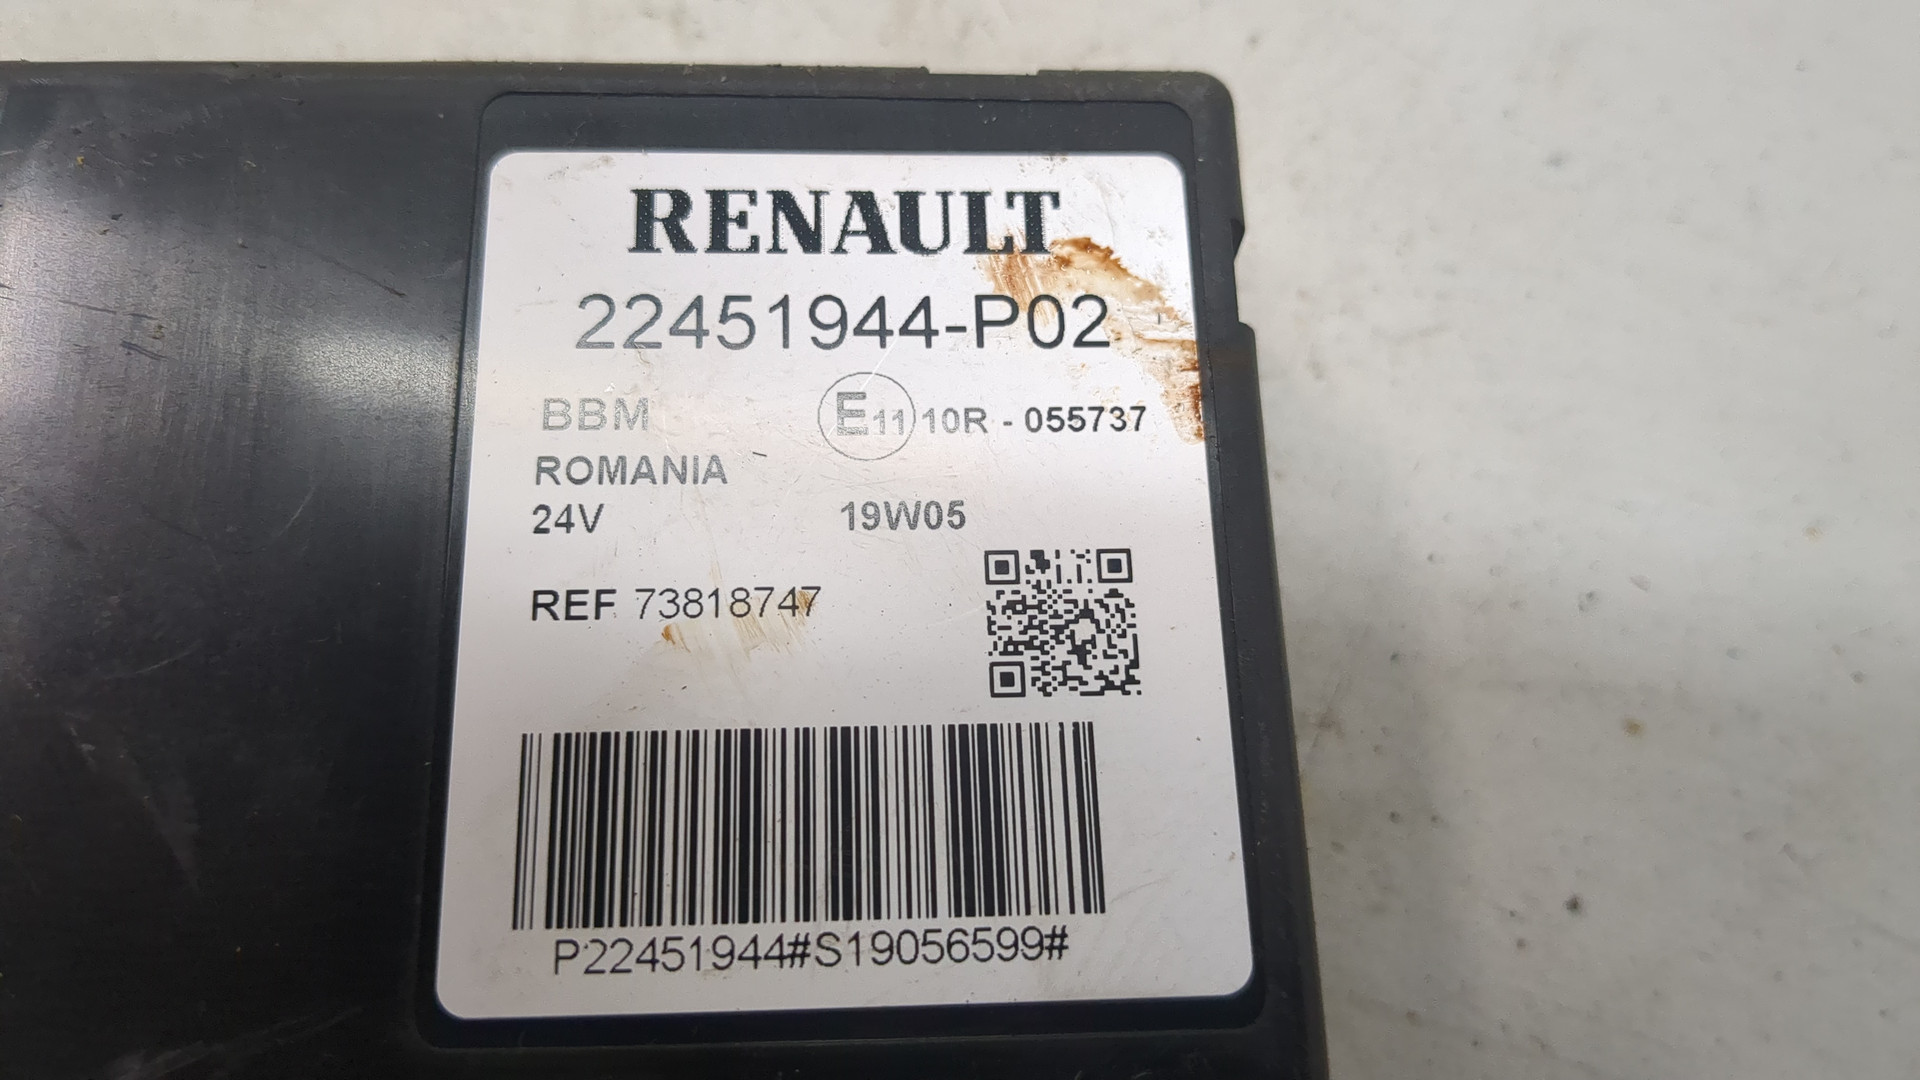 RENAULT
22451944-P02
BBM E11 10R - 055737
ROMANIA
24V 19W05
REF 73818747
P22451944#S19056599#